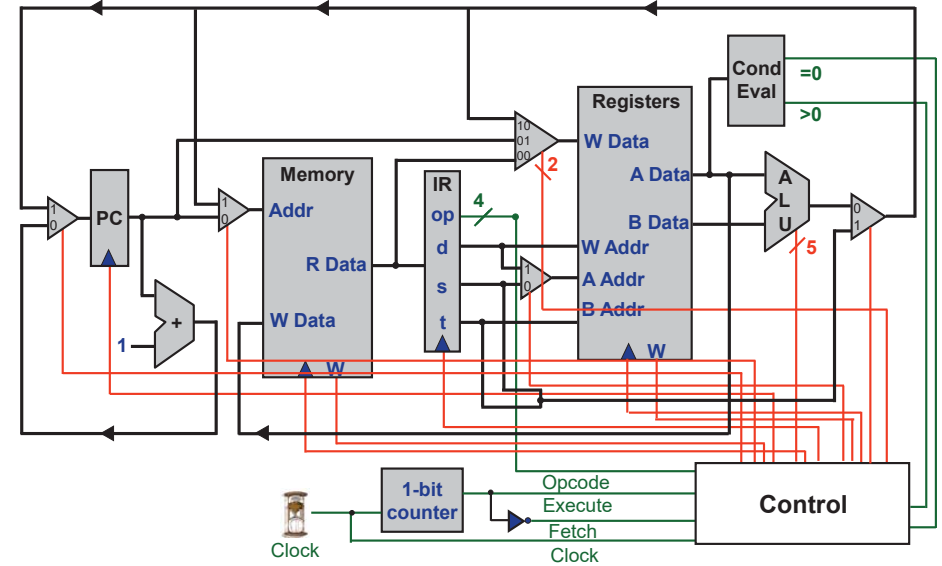 Cond
Eval
=0
>0
Registers
10
01
00
W Data
2
A Data
A
L
U
B Data
5
0
1
W Addr
A Addr
B Addr
W
Memory
Addr
R Data
W Data
W
IR
op
4
d
s
t
1
0
1
0
PC
1
0
+
1
1-bit
counter
Clock
Opcode
Execute
Fetch
Clock
Control